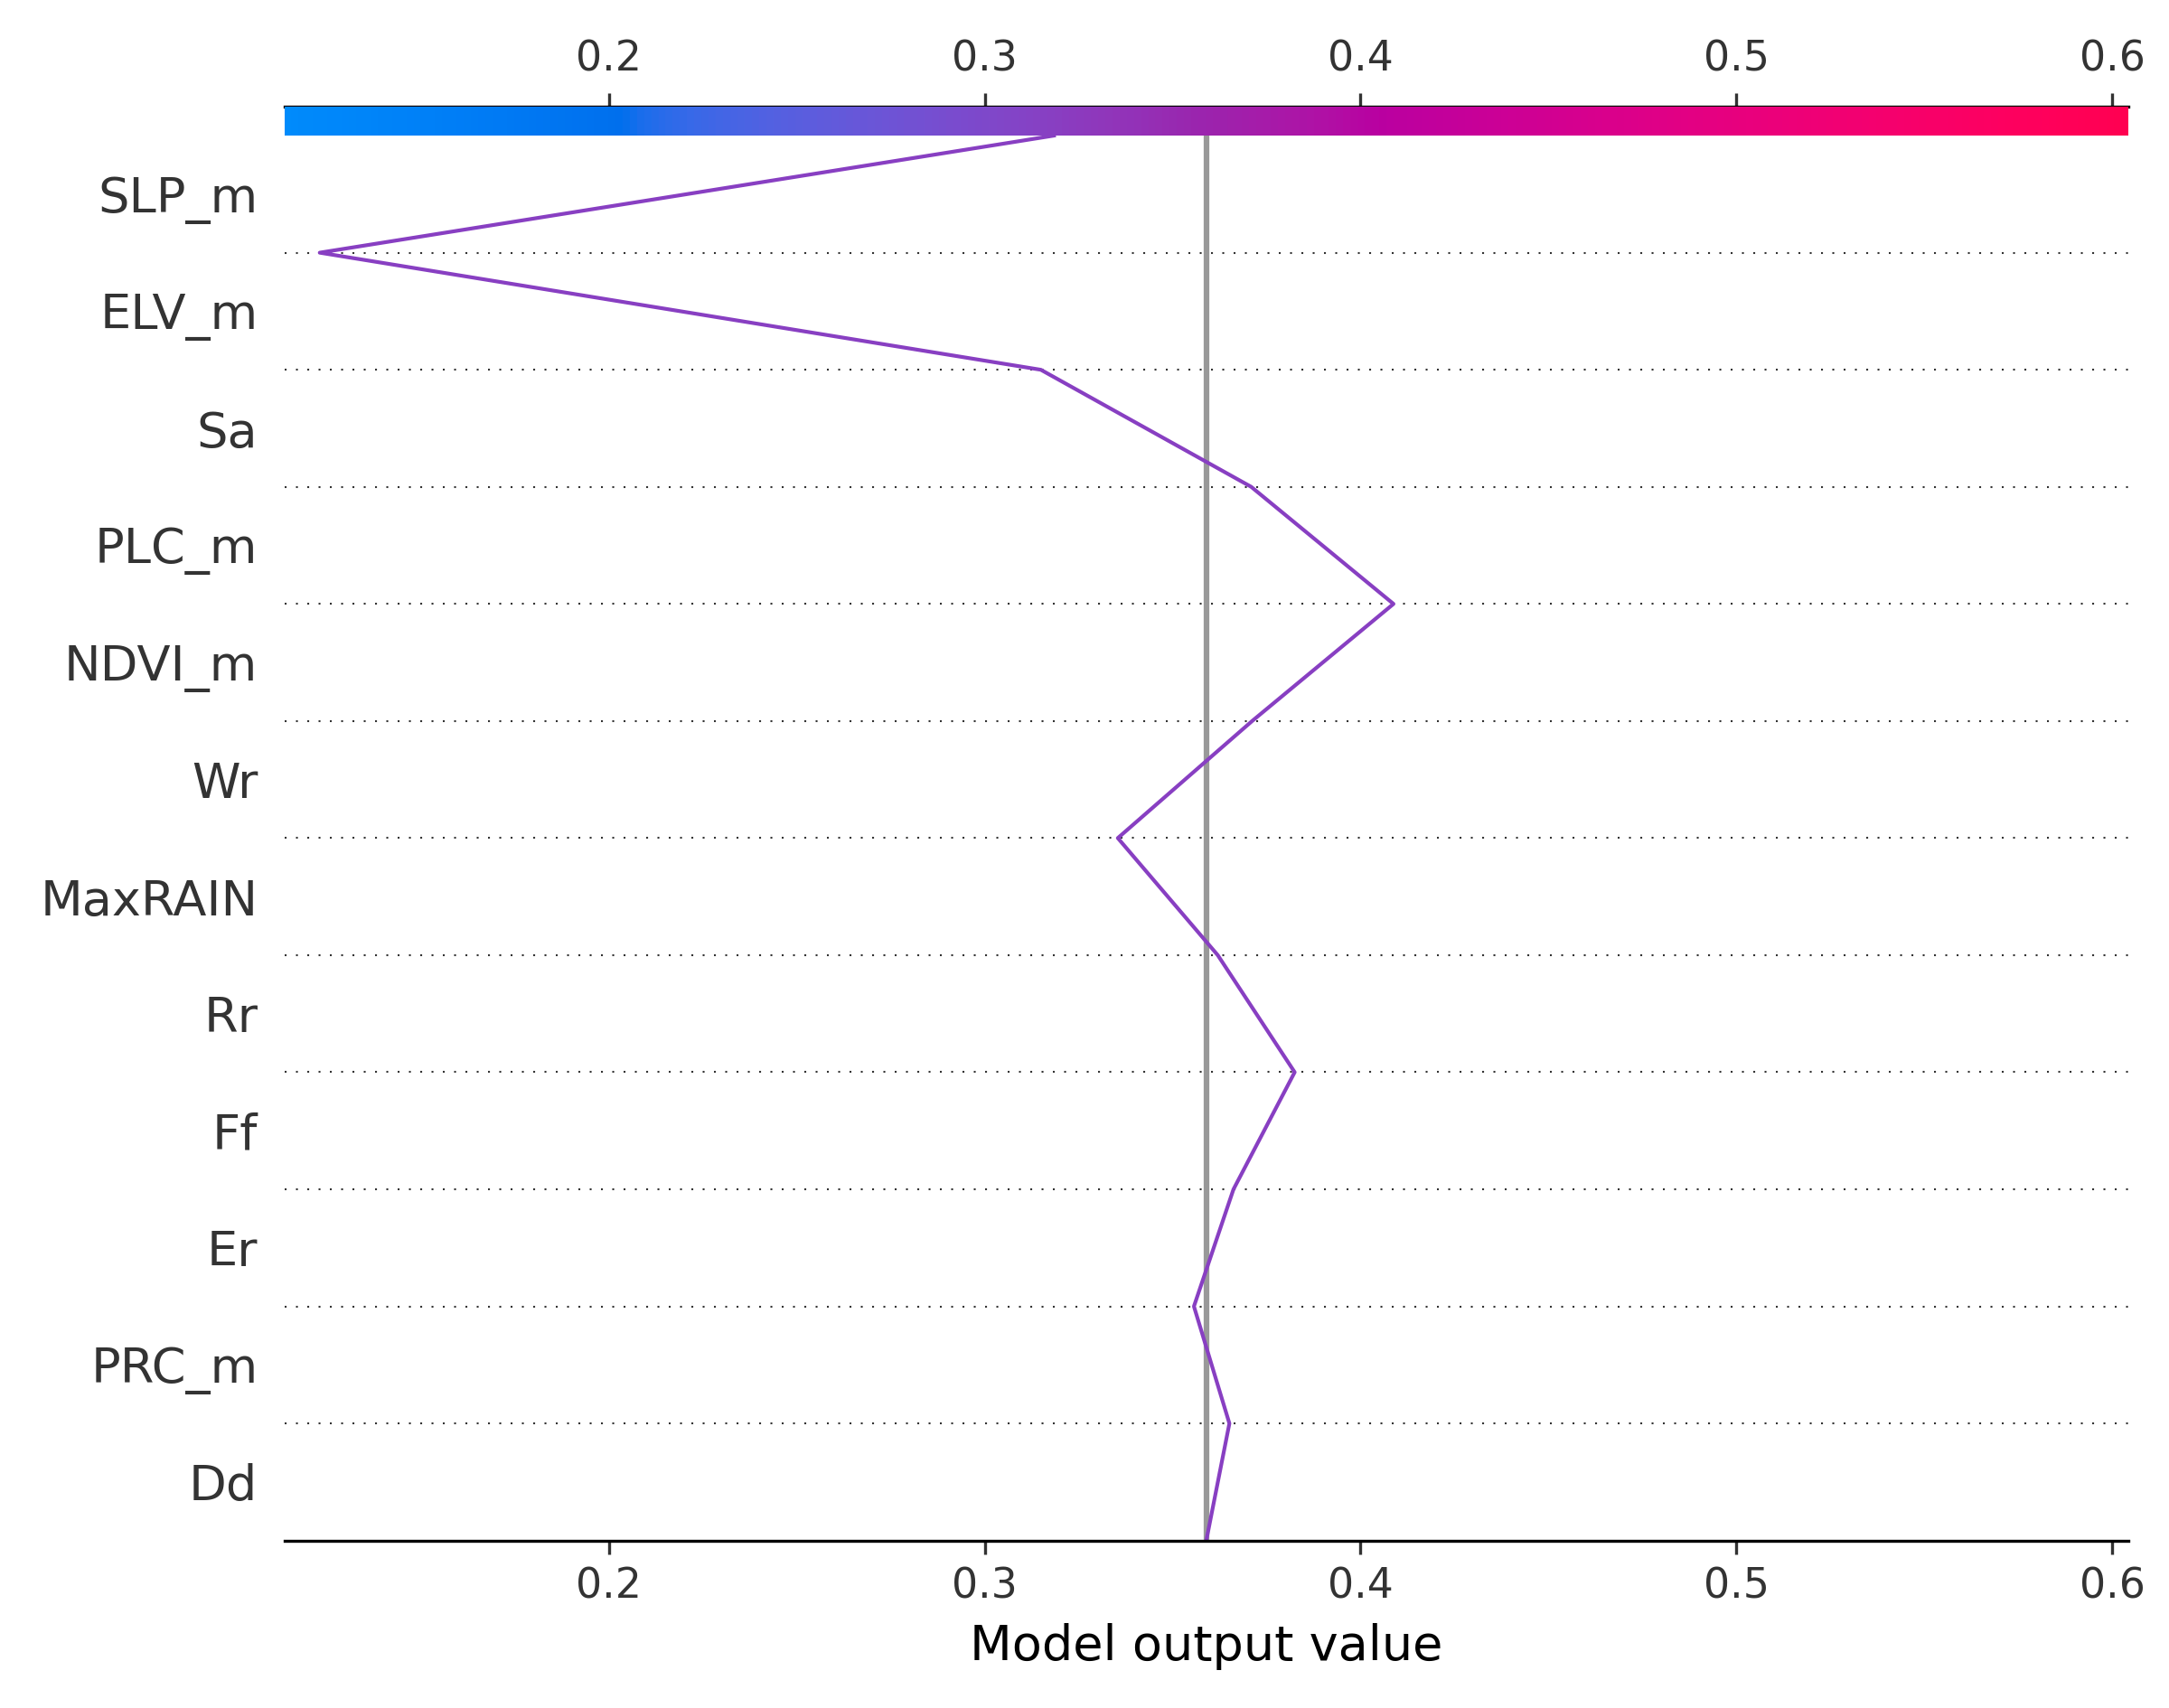 0.2 0.3 0.4 0.5 0.6
SLP_m
ELV_m
Sa
PLC_m
NDVI_m
Wr
MaxRAIN
Rr
Ff
Er
PRC_m
Dd
0.2 0.3 0.4 0.5 0.6
Model output value